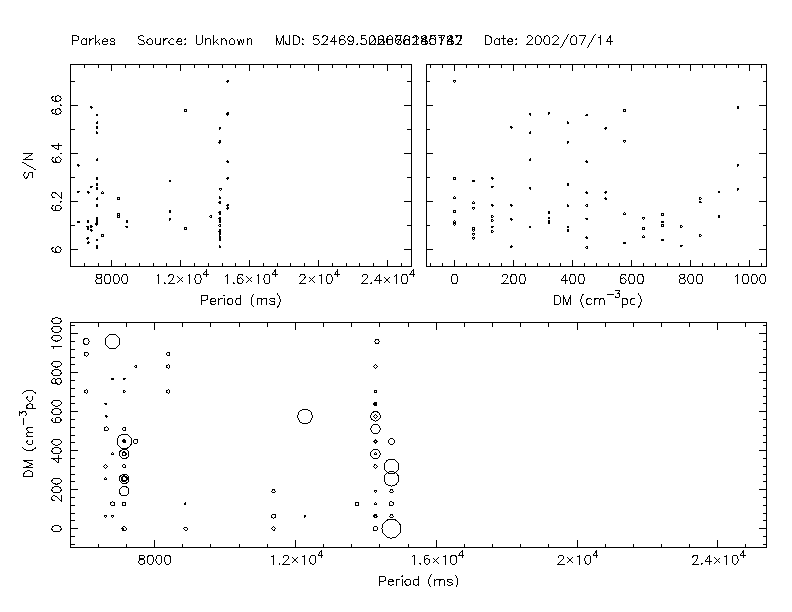 Parkes Source: Unknown MJD: Date: 2002/07/14
S/N
6 6.2 6.4 6.6
8000 1.2×10⁴ 1.6×10⁴ 2×10⁴ 2.4×10⁴
Period (ms)
0 200 400 600 800 1000
DM (cm⁻³pc)
DM (cm⁻³pc)
0 200 400 600 800 1000
8000 1.2×10⁴ 1.6×10⁴ 2×10⁴ 2.4×10⁴
Period (ms)